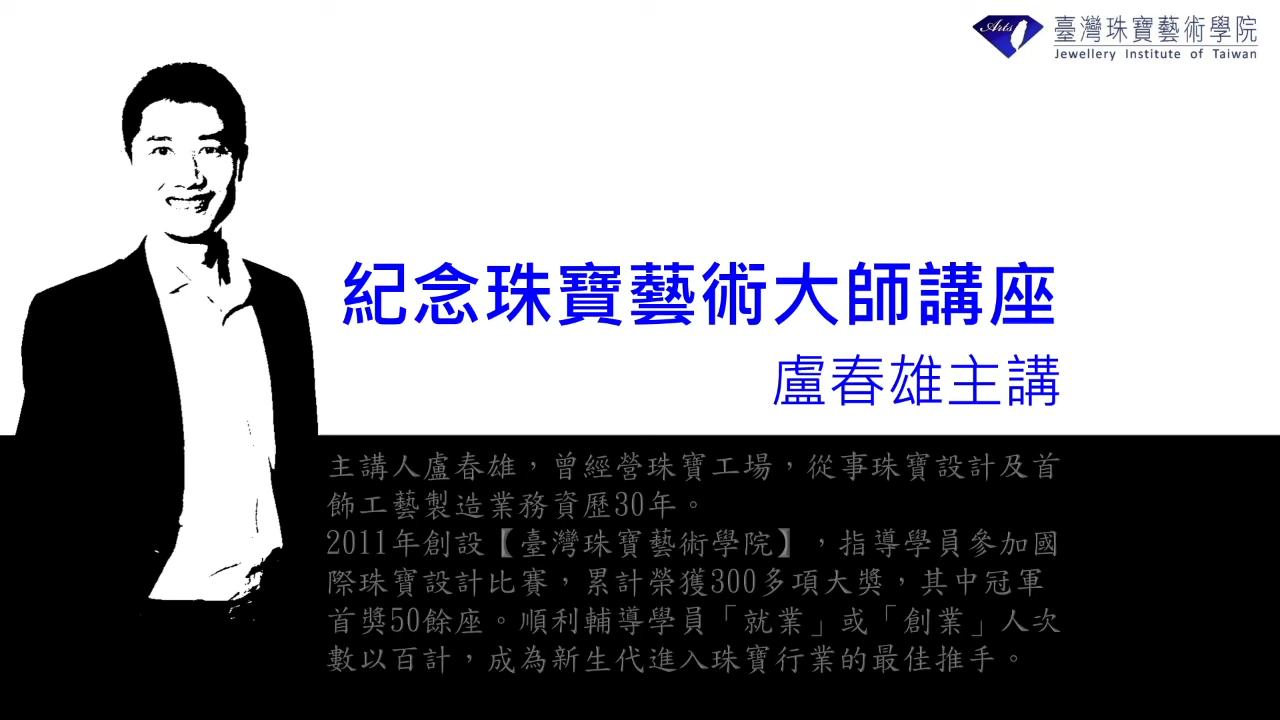 Arts
臺灣珠寶藝術學院
Jewellery Institute of Taiwan
紀念珠寶藝術大師講座
盧春雄主講
主講人盧春雄，曾經營珠寶工場，從事珠寶設計及首
飾工藝製造業務資歷30年。
2011年創設【臺灣珠寶藝術學院】，指導學員參加國
際珠寶設計比賽，累計榮獲300多項大獎，其中冠軍
首獎50餘座。順利輔導學員「就業」或「創業」人次
數以百計，成為新生代進入珠寶行業的最佳推手。